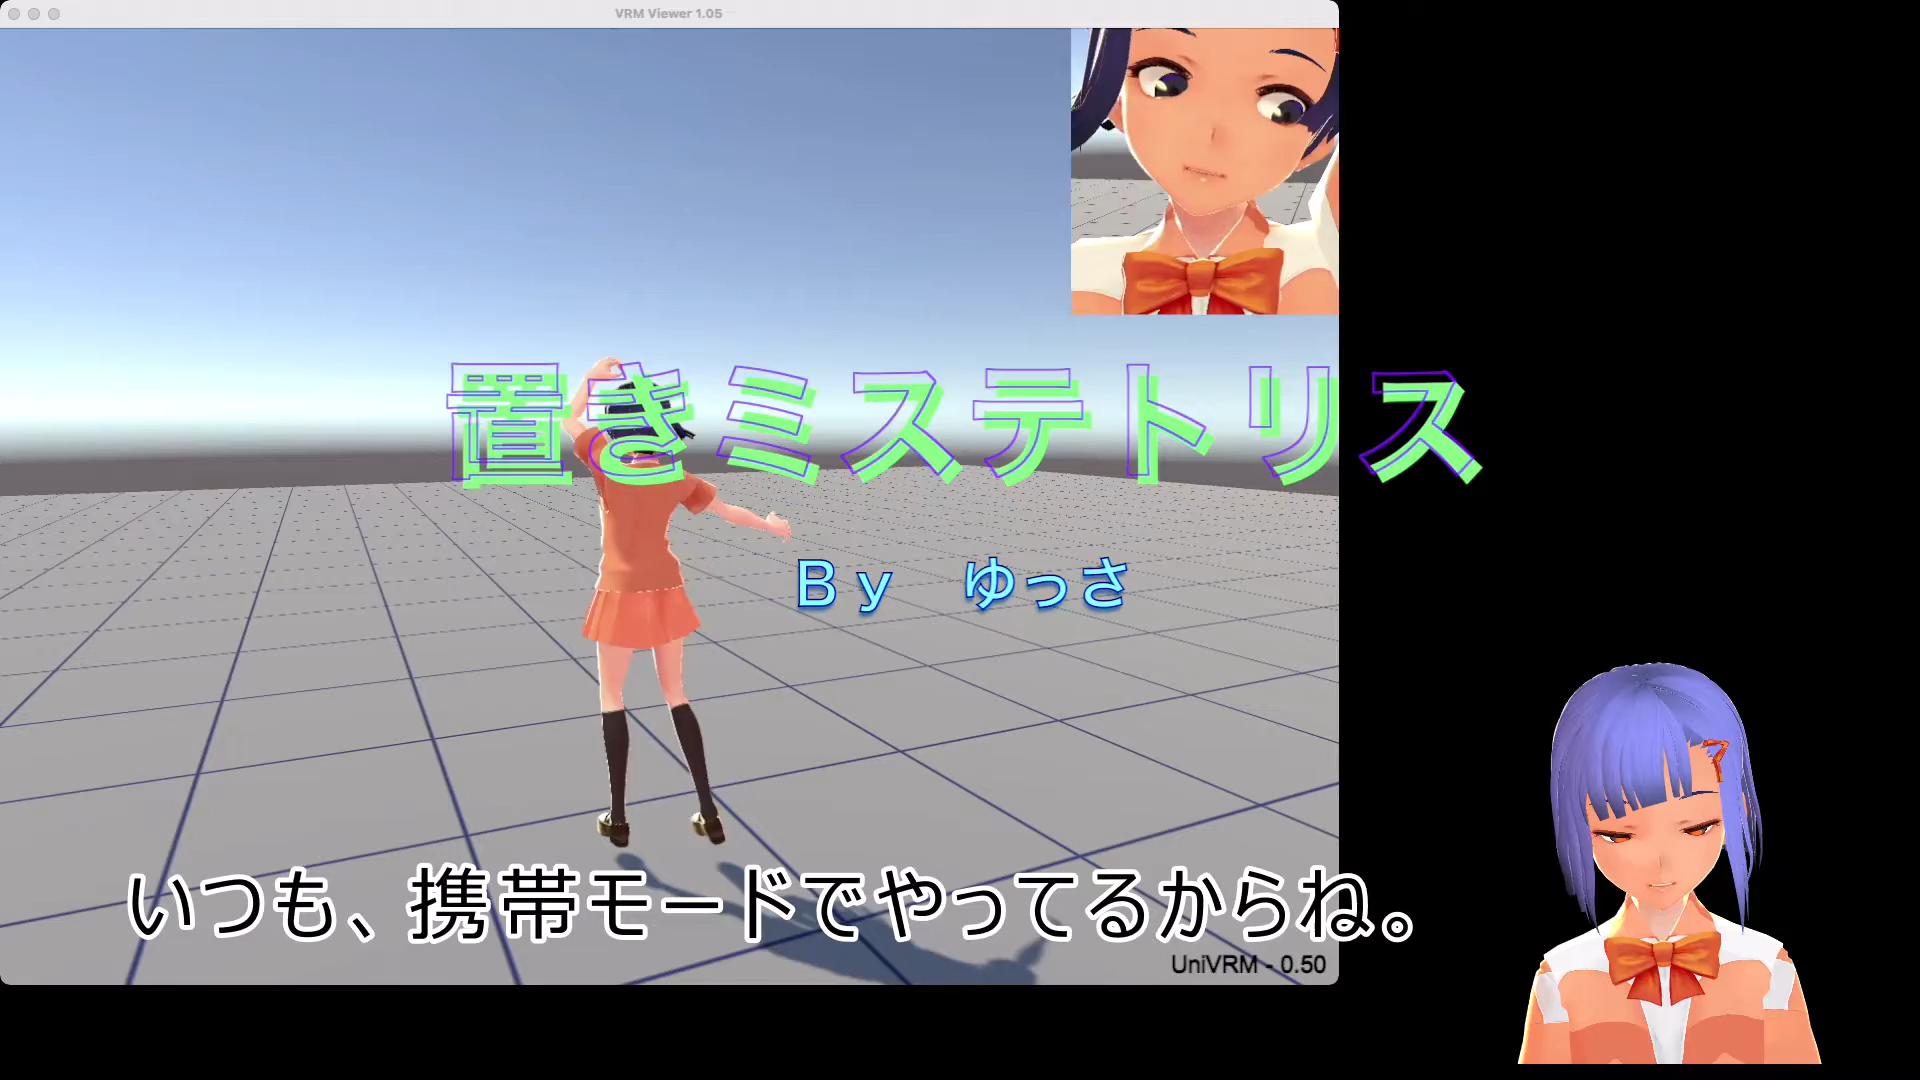 VRM Viewer 1.05
置きミステトリス
By　ゆっさ
いつも、携帯モードでやってるからね。
UniVRM - 0.50